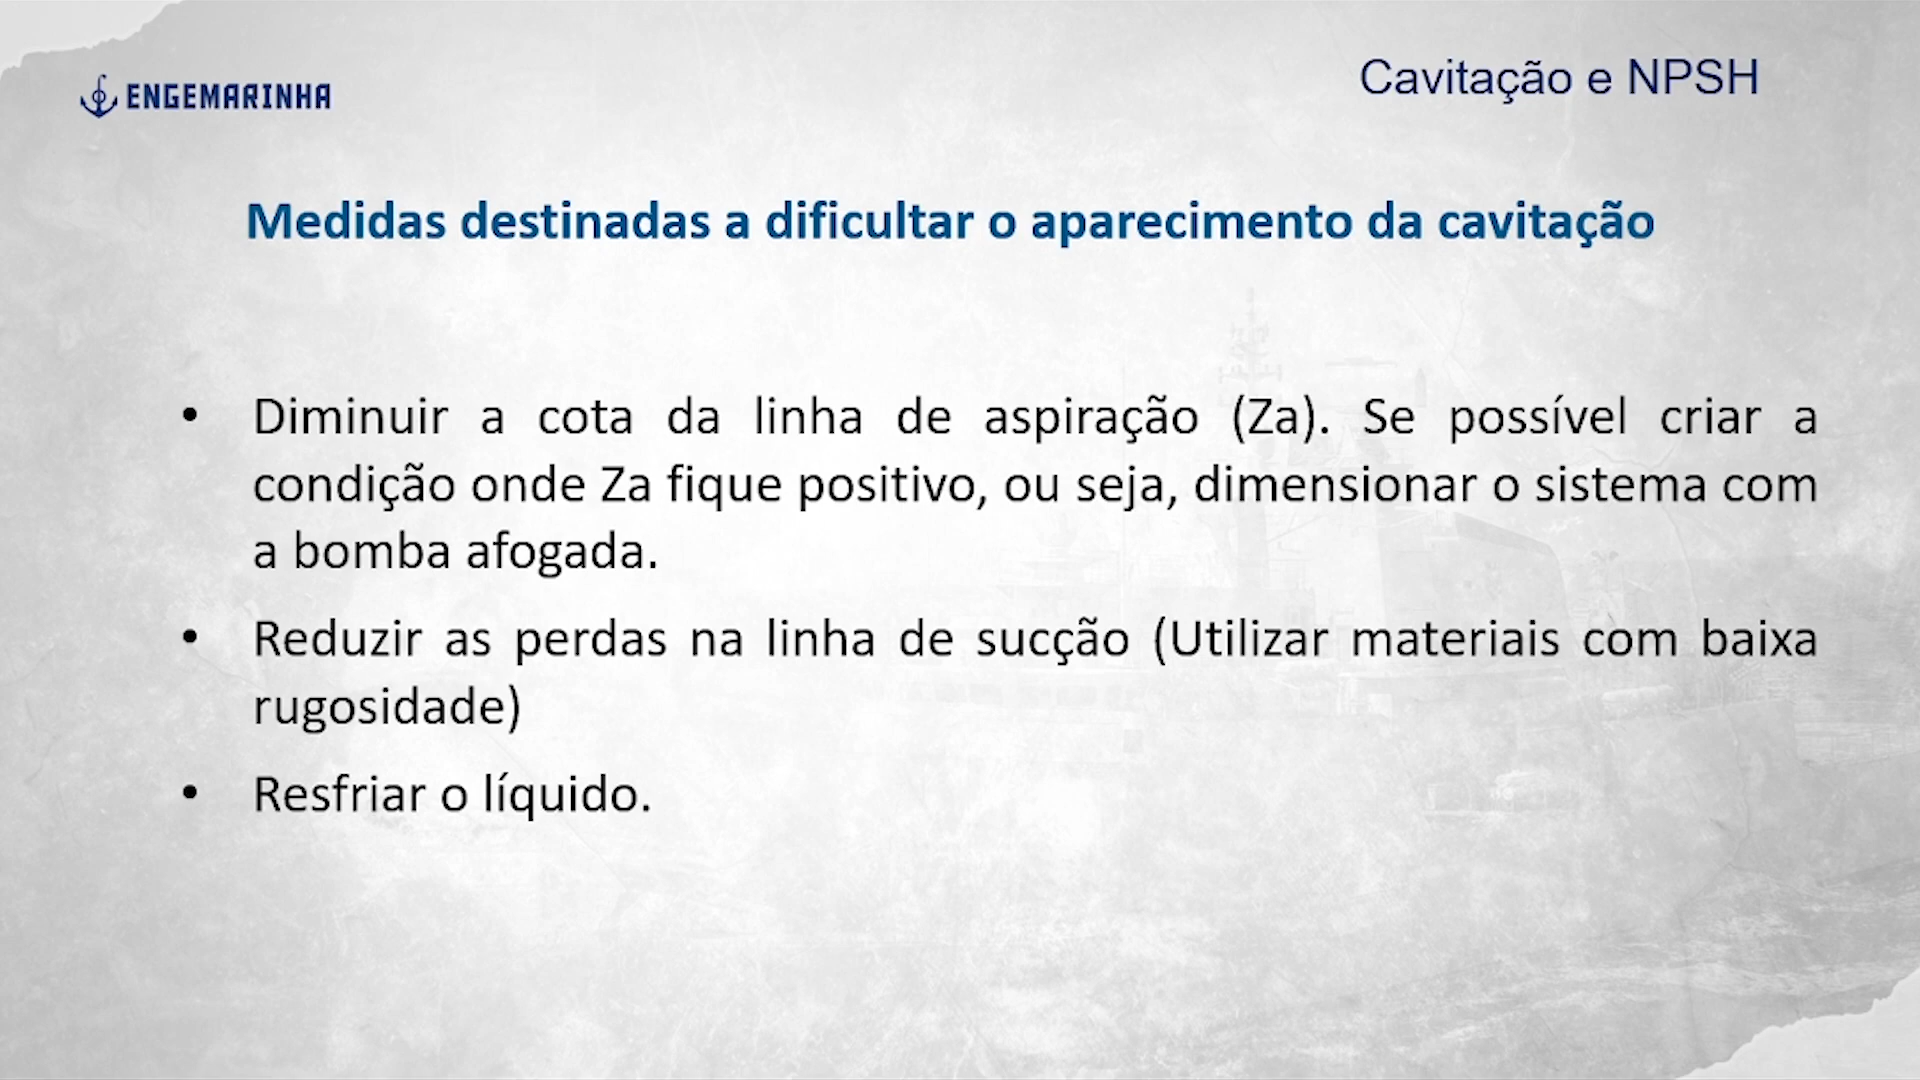 ENGEMARINHA
Cavitação e NPSH
Medidas destinadas a dificultar o aparecimento da cavitação
• Diminuir a cota da linha de aspiração (Za). Se possível criar a
condição onde Za fique positivo, ou seja, dimensionar o sistema com
a bomba afogada.
• Reduzir as perdas na linha de sucção (Utilizar materiais com baixa
rugosidade)
• Resfriar o líquido.